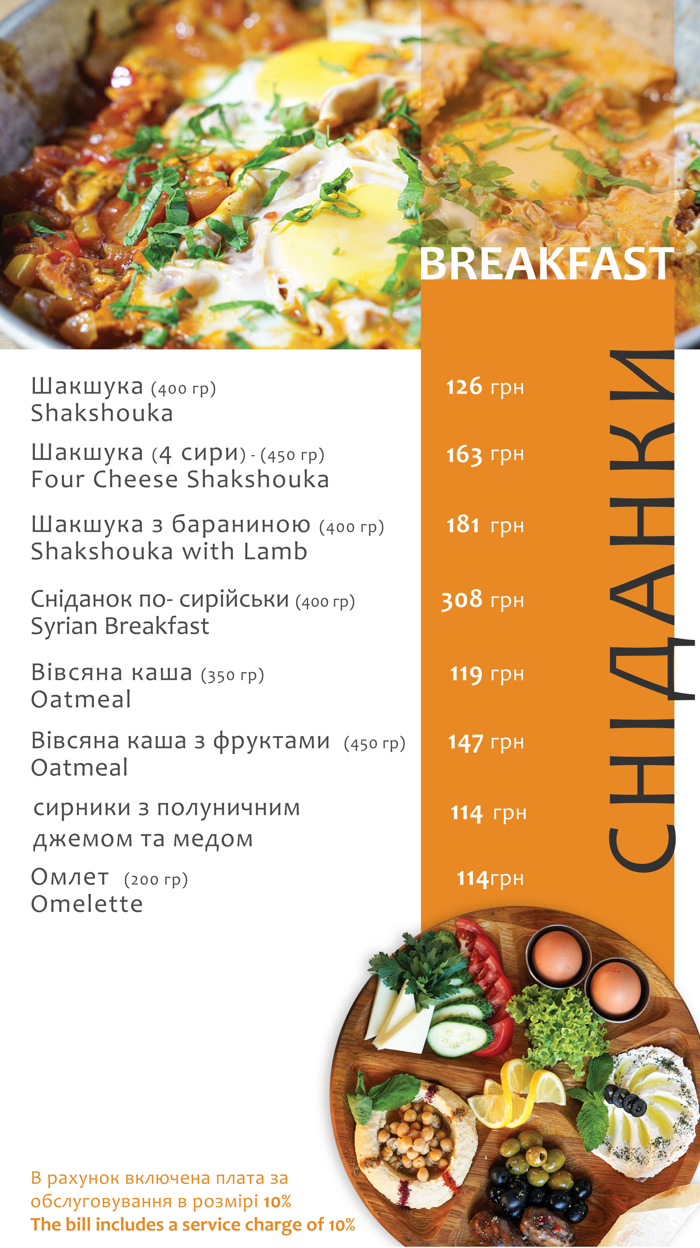 BREAKFAST
СНІДАНКИ
Шакшука (400 гр) 126 грн
Shakshouka
Шакшука (4 сири) - (450 гр) 163 грн
Four Cheese Shakshouka
Шакшука з бараниною (400 гр) 181 грн
Shakshouka with Lamb
Сніданок по- сирійськи (400 гр) 308 грн
Syrian Breakfast
Вівсяна каша (350 гр) 119 грн
Oatmeal
Вівсяна каша з фруктами (450 гр) 147 грн
Oatmeal
сирники з полуничним 114 грн
джемом та медом
Омлет (200 гр) 114грн
Omelette
В рахунок включена плата за
обслуговування в розмірі 10%
The bill includes a service charge of 10%